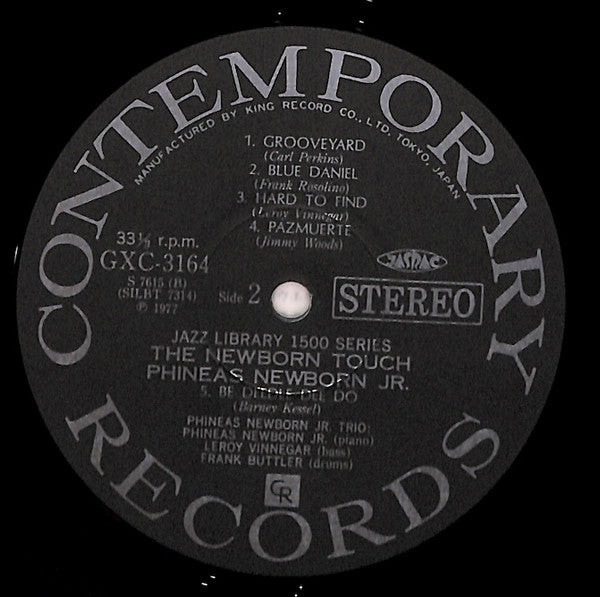 CONTEMPORARY
MANUFACTURED BY KING RECORD CO., LTD. TOKYO, JAPAN
1. GROOVEYARD
(Carl Perkins)
2. BLUE DANIEL
(Frank Rosolino)
3. HARD TO FIND
(Leroy Vinnegar)
4. PAZMUERTE
(Jimmy Woods)
33⅓ r.p.m.
GXC-3164
S 7615 (B)
(SILBT 7314)
Ⓟ 1977
Side 2
JASRAC
STEREO
JAZZ LIBRARY 1500 SERIES
THE NEWBORN TOUCH
PHINEAS NEWBORN JR.
5. BE DEEDLE DEE DO
(Barney Kessel)
PHINEAS NEWBORN JR. TRIO:
PHINEAS NEWBORN JR. (piano)
LEROY VINNEGAR (bass)
FRANK BUTTLER (drums)
CR
RECORDS